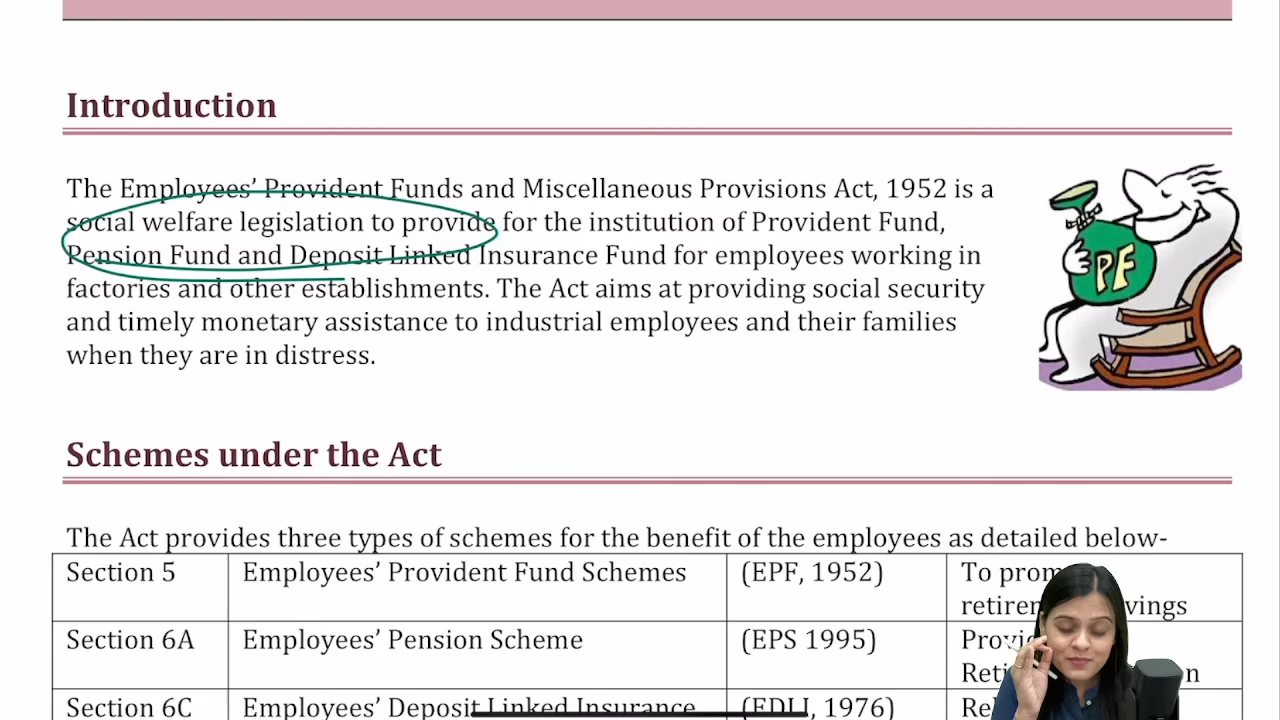 Introduction
The Employees’ Provident Funds and Miscellaneous Provisions Act, 1952 is a
social welfare legislation to provide for the institution of Provident Fund,
Pension Fund and Deposit Linked Insurance Fund for employees working in
factories and other establishments. The Act aims at providing social security
and timely monetary assistance to industrial employees and their families
when they are in distress.
PF
Schemes under the Act
The Act provides three types of schemes for the benefit of the employees as detailed below-
Section 5 Employees’ Provident Fund Schemes (EPF, 1952) To
Section 6A Employees’ Pension Scheme (EPS 1995)
Section 6C Employees’ Deposit Linked Insurance (EDLI, 1976)